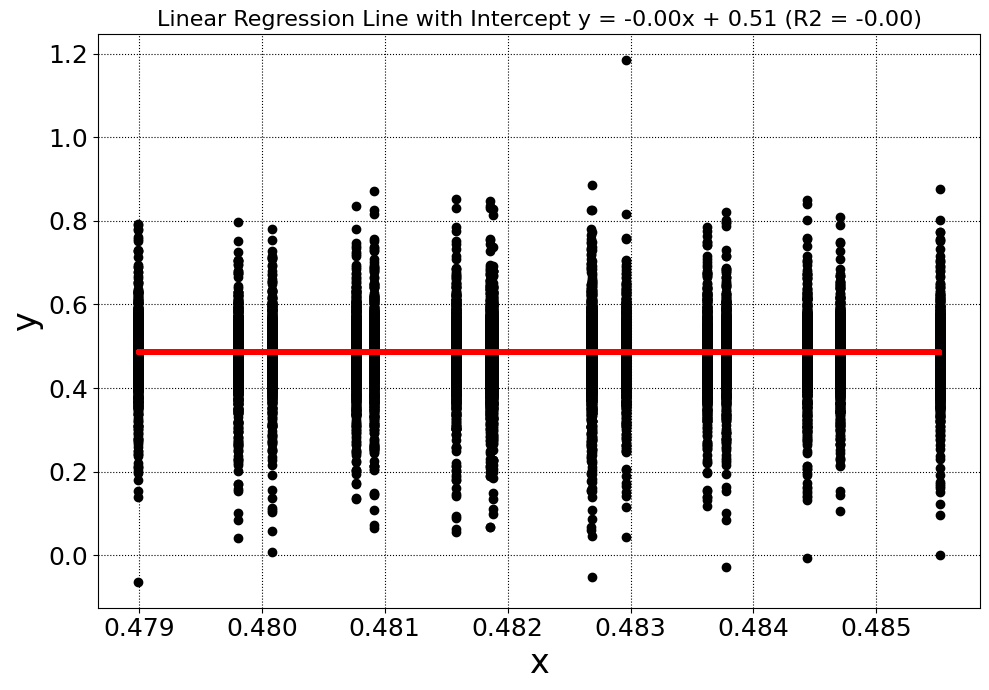 Linear Regression Line with Intercept y = -0.00x + 0.51 (R2 = -0.00)
1.2
1.0
0.8
0.6
0.4
0.2
0.0
y
0.479 0.480 0.481 0.482 0.483 0.484 0.485
x